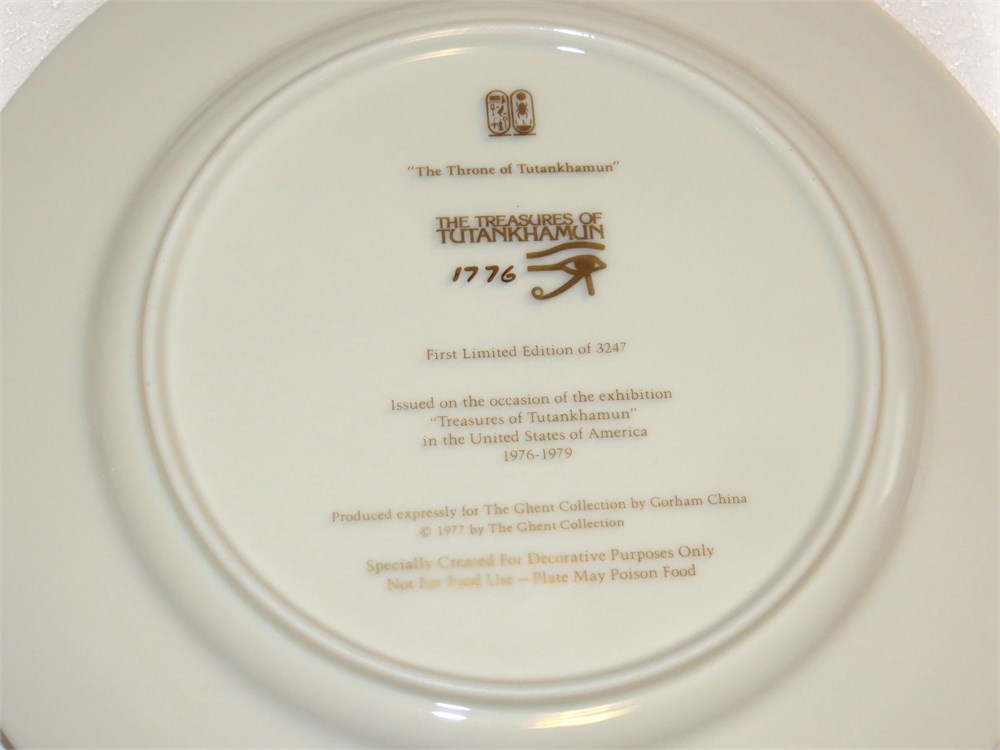 "The Throne of Tutankhamun"
THE TREASURES OF
TUTANKHAMUN
1776
First Limited Edition of 3247
Issued on the occasion of the exhibition
"Treasures of Tutankhamun"
in the United States of America
1976-1979
Produced expressly for The Ghent Collection by Gorham China
© 1977 by The Ghent Collection
Specially Created For Decorative Purposes Only
Not For Food Use -- Plate May Poison Food